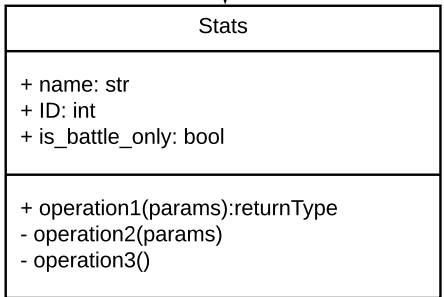 Stats
+ name: str
+ ID: int
+ is_battle_only: bool
+ operation1(params):returnType
- operation2(params)
- operation3()